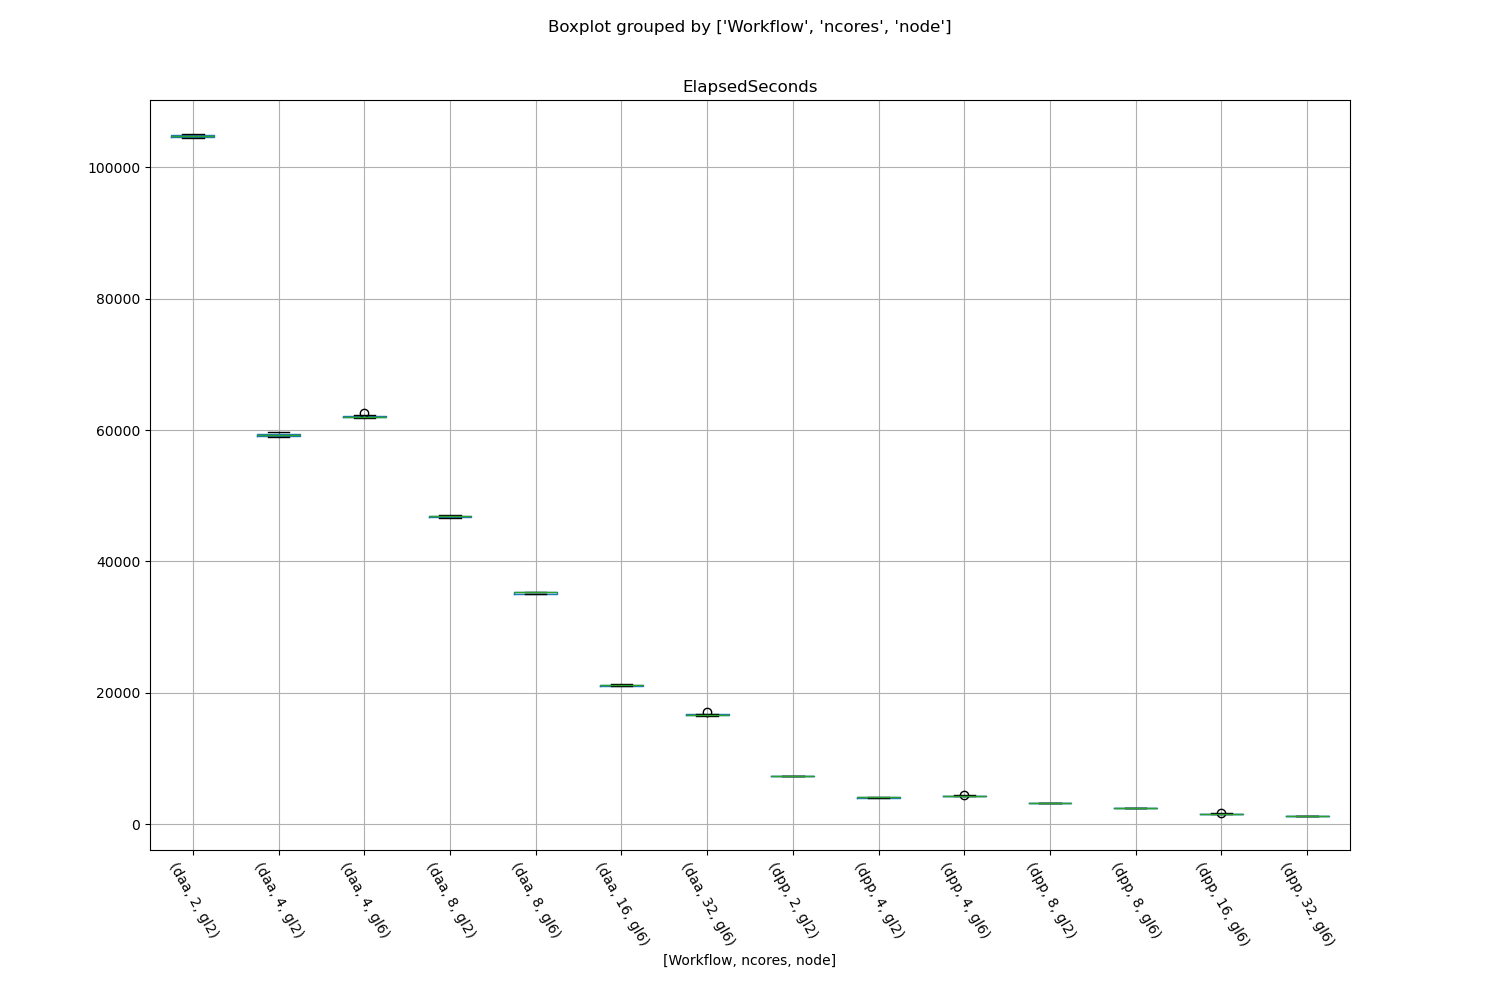 Boxplot grouped by ['Workflow', 'ncores', 'node']
ElapsedSeconds
100000
80000
60000
40000
20000
0
(daa, 2, gl2)
(daa, 4, gl2)
(daa, 4, gl6)
(daa, 8, gl2)
(daa, 8, gl6)
(daa, 16, gl6)
(daa, 32, gl6)
(dpp, 2, gl2)
(dpp, 4, gl2)
(dpp, 4, gl6)
(dpp, 8, gl2)
(dpp, 8, gl6)
(dpp, 16, gl6)
(dpp, 32, gl6)
[Workflow, ncores, node]